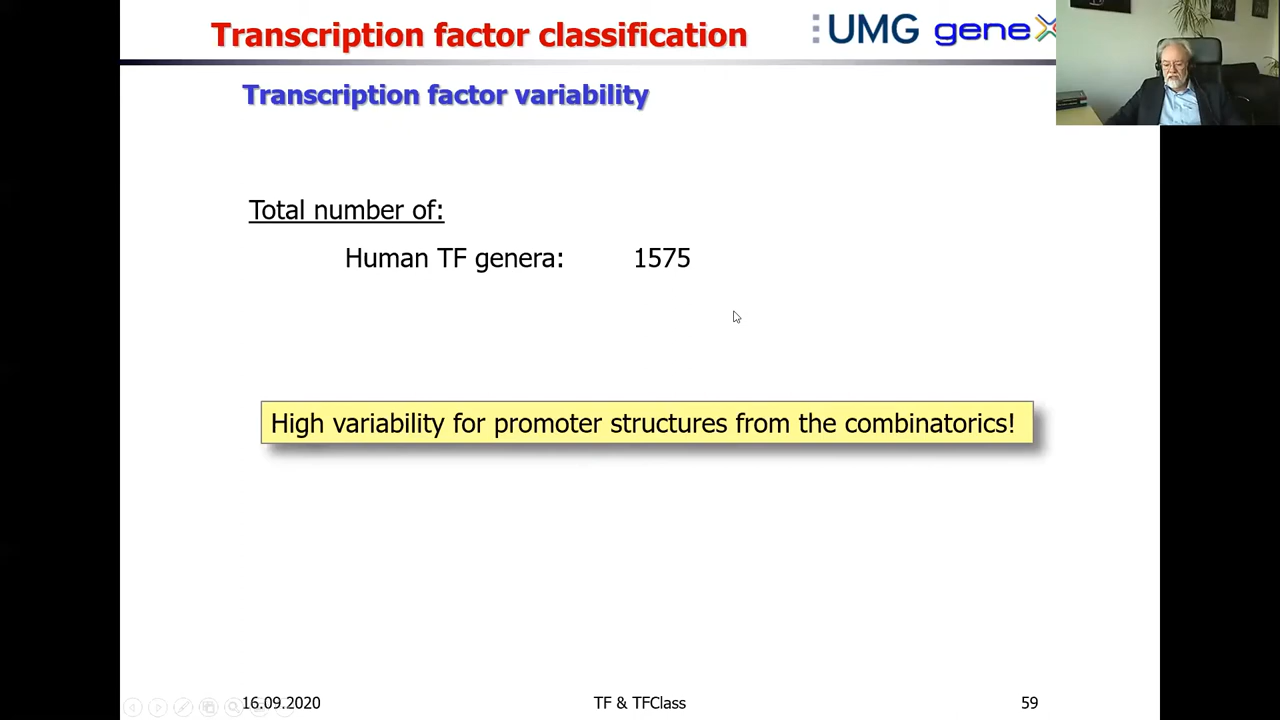 Transcription factor classification
UMG geneX
Transcription factor variability
Total number of:
Human TF genera: 1575
High variability for promoter structures from the combinatorics!
16.09.2020 TF & TFClass 59